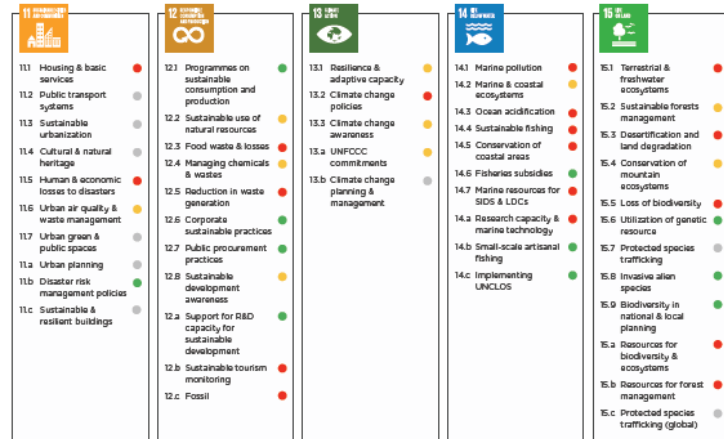 11
11.1 Housing & basic
services
11.2 Public transport
systems
11.3 Sustainable
urbanization
11.4 Cultural & natural
heritage
11.5 Human & economic
losses to disasters
11.6 Urban air quality &
waste management
11.7 Urban green &
public spaces
11.a Urban planning
11.b Disaster risk
management policies
11.c Sustainable &
resilient buildings
12
12.1 Programmes on
sustainable
consumption and
production
12.2 Sustainable use of
natural resources
12.3 Food waste & losses
12.4 Managing chemicals
& wastes
12.5 Reduction in waste
generation
12.6 Corporate
sustainable practices
12.7 Public procurement
practices
12.8 Sustainable
development
awareness
12.a Support for R&D
capacity for
sustainable
development
12.b Sustainable tourism
monitoring
12.c Fossil
13 CLIMATE
ACTION
13.1 Resilience &
adaptive capacity
13.2 Climate change
policies
13.3 Climate change
awareness
13.a UNFCCC
commitments
13.b Climate change
planning &
management
14
14.1 Marine pollution
14.2 Marine & coastal
ecosystems
14.3 Ocean acidification
14.4 Sustainable fishing
14.5 Conservation of
coastal areas
14.6 Fisheries subsidies
14.7 Marine resources for
SIDS & LDCs
14.a Research capacity &
marine technology
14.b Small-scale artisanal
fishing
14.c Implementing
UNCLOS
15 LIFE
ON LAND
15.1 Terrestrial &
freshwater
ecosystems
15.2 Sustainable forests
management
15.3 Desertification and
land degradation
15.4 Conservation of
mountain
ecosystems
15.5 Loss of biodiversity
15.6 Utilization of genetic
resource
15.7 Protected species
trafficking
15.8 Invasive alien
species
15.9 Biodiversity in
national & local
planning
15.a Resources for
biodiversity &
ecosystems
15.b Resources for forest
management
15.c Protected species
trafficking (global)